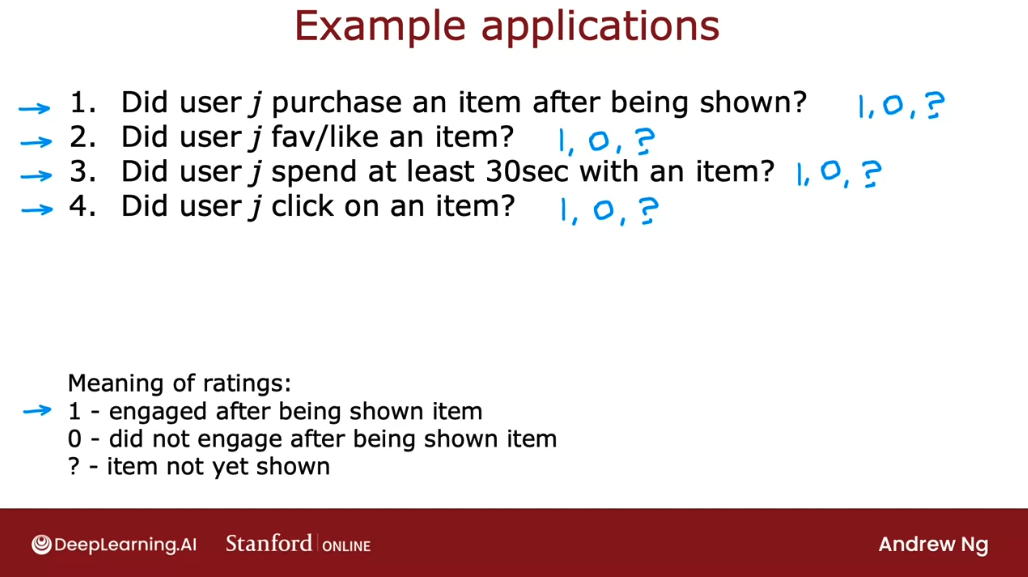 Example applications
→ 1. Did user j purchase an item after being shown? 1, 0, ?
→ 2. Did user j fav/like an item? 1, 0, ?
→ 3. Did user j spend at least 30sec with an item? 1, 0, ?
→ 4. Did user j click on an item? 1, 0, ?
Meaning of ratings:
→ 1 - engaged after being shown item
0 - did not engage after being shown item
? - item not yet shown
DeepLearning.AI Stanford ONLINE Andrew Ng